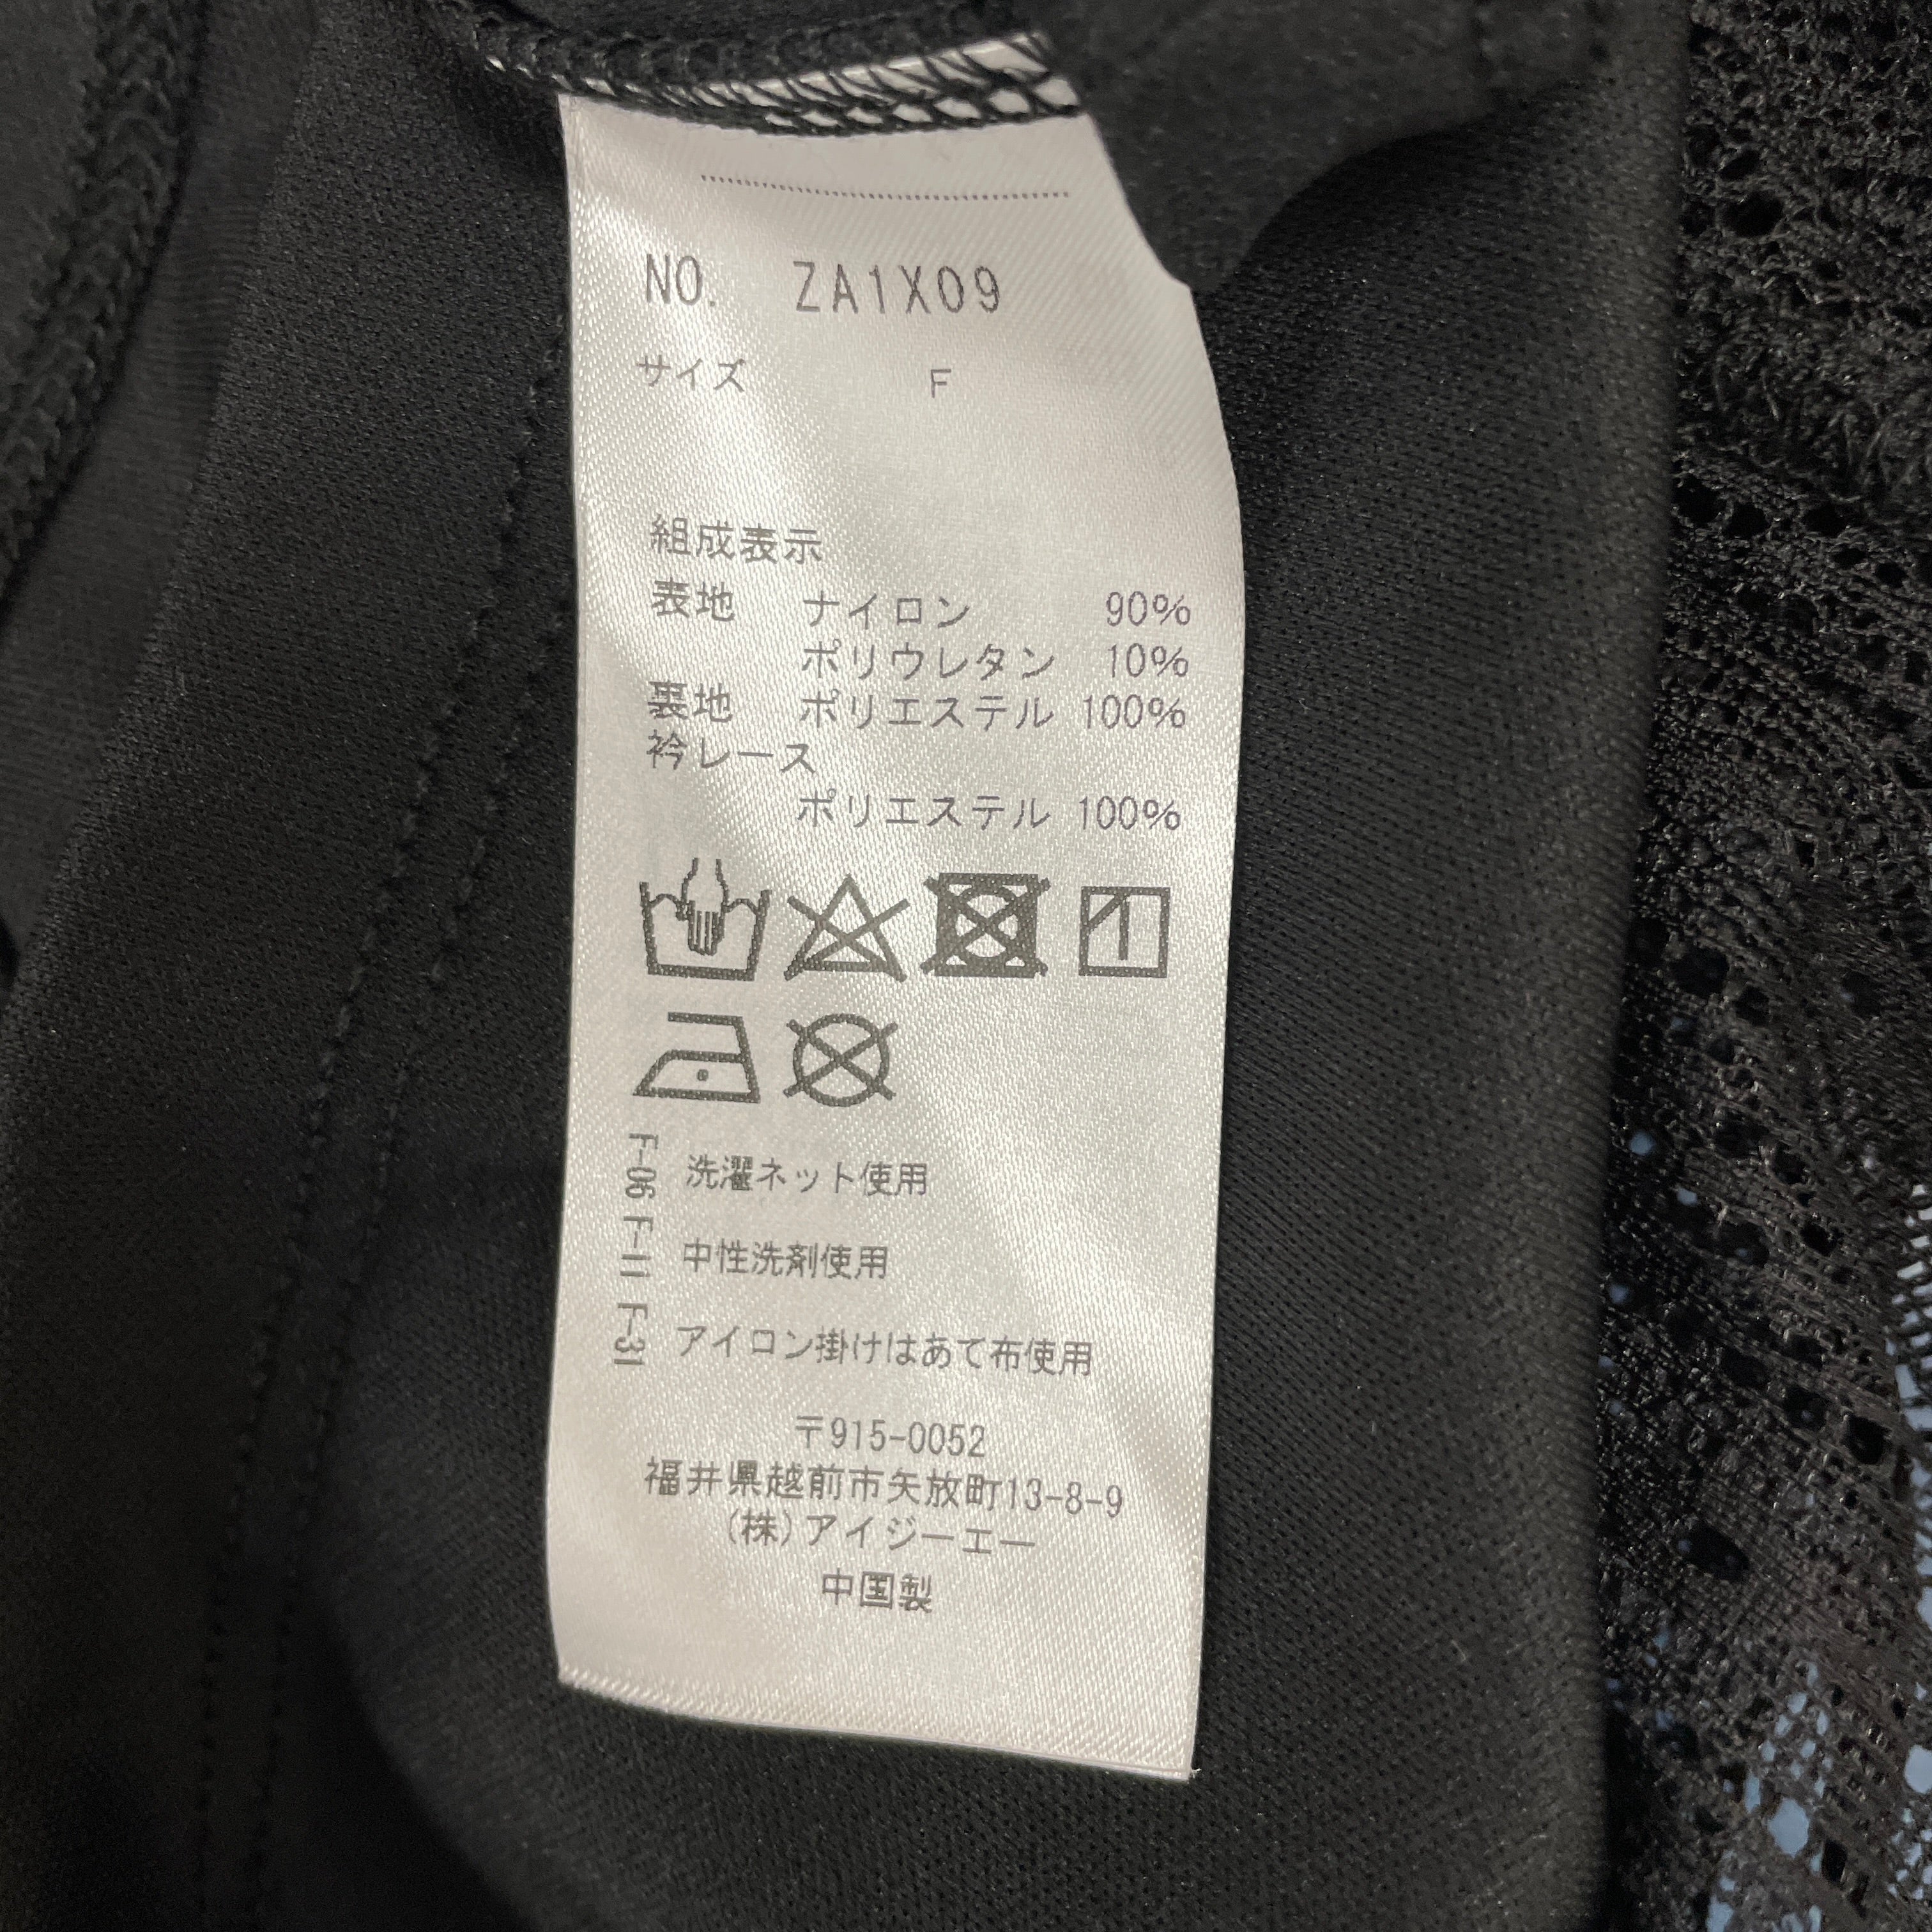 NO. ZA1X09
サイズ F
組成表示
表地 ナイロン 90%
ポリウレタン 10%
裏地 ポリエステル 100%
衿レース
ポリエステル 100%
F-06 F-11 F-31
洗濯ネット使用
中性洗剤使用
アイロン掛けはあて布使用
〒915-0052
福井県越前市矢放町13-8-9
(株)アイジーエー
中国製